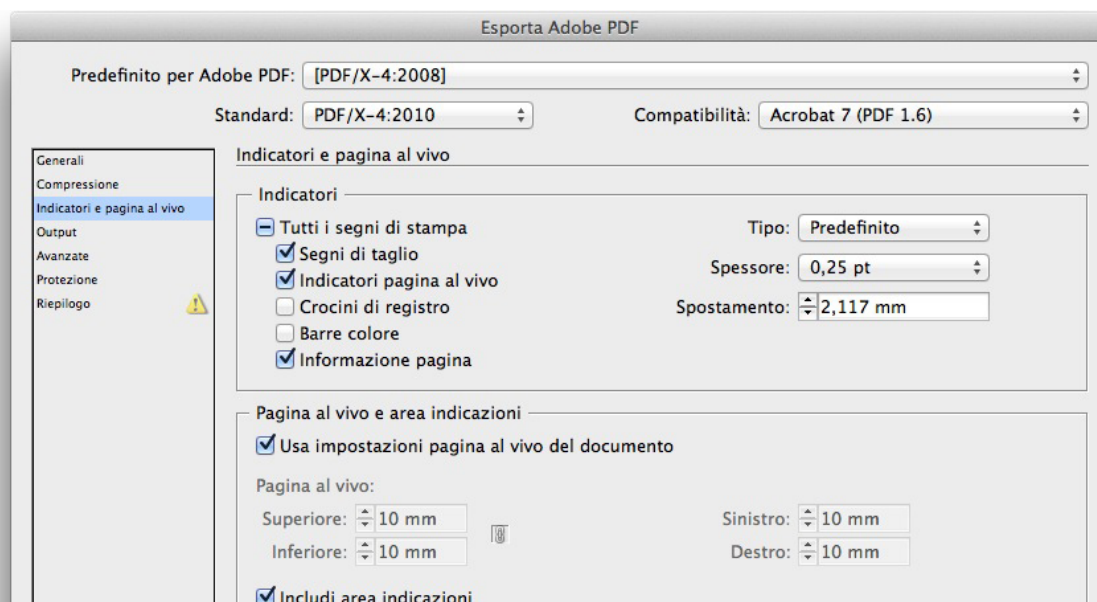 Esporta Adobe PDF
Predefinito per Adobe PDF: [PDF/X-4:2008]
Standard: PDF/X-4:2010 Compatibilità: Acrobat 7 (PDF 1.6)
Generali
Compressione
Indicatori e pagina al vivo
Output
Avanzate
Protezione
Riepilogo
Indicatori e pagina al vivo
Indicatori
Tutti i segni di stampa
Segni di taglio
Indicatori pagina al vivo
Crocini di registro
Barre colore
Informazione pagina
Tipo: Predefinito
Spessore: 0,25 pt
Spostamento: 2,117 mm
Pagina al vivo e area indicazioni
Usa impostazioni pagina al vivo del documento
Pagina al vivo:
Superiore: 10 mm Sinistro: 10 mm
Inferiore: 10 mm Destro: 10 mm
Includi area indicazioni